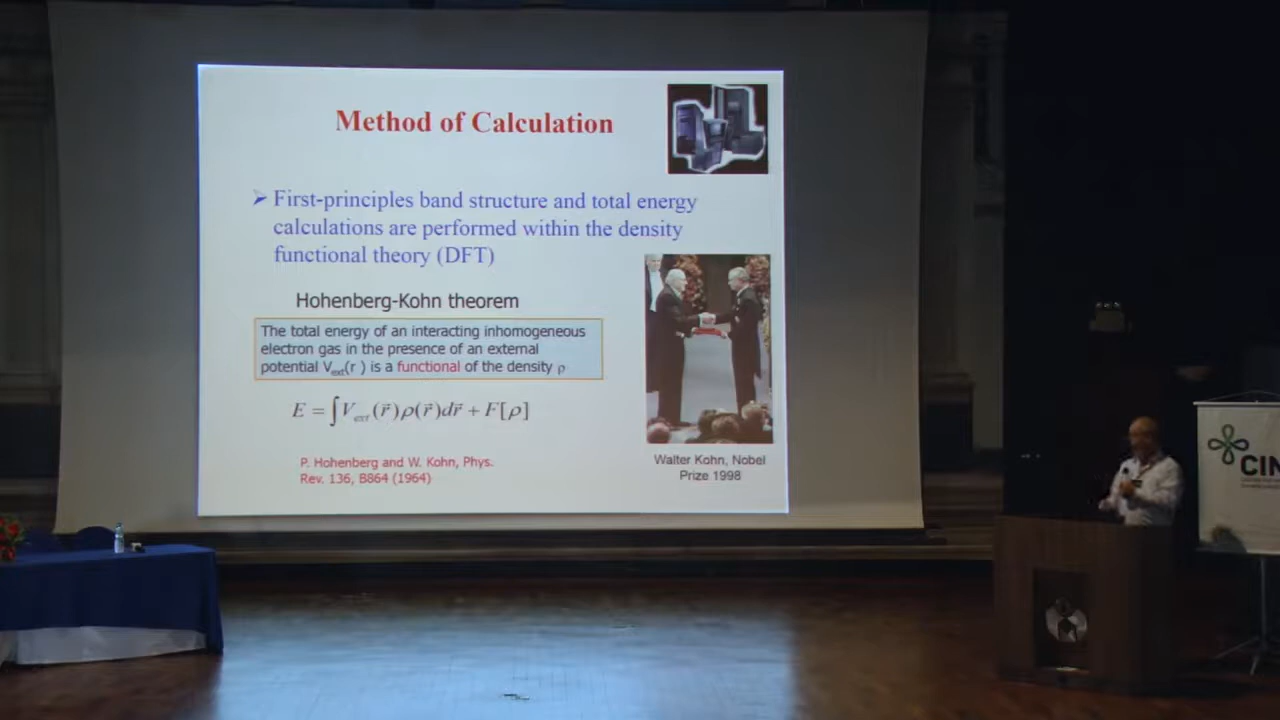 Method of Calculation
➢ First-principles band structure and total energy
calculations are performed within the density
functional theory (DFT)
Hohenberg-Kohn theorem
The total energy of an interacting inhomogeneous
electron gas in the presence of an external
potential Vext(r ) is a functional of the density ρ
E = ∫Vext(r⃗)ρ(r⃗)dr⃗ + F[ρ]
P. Hohenberg and W. Kohn, Phys.
Rev. 136, B864 (1964)
Walter Kohn, Nobel
Prize 1998
CIN